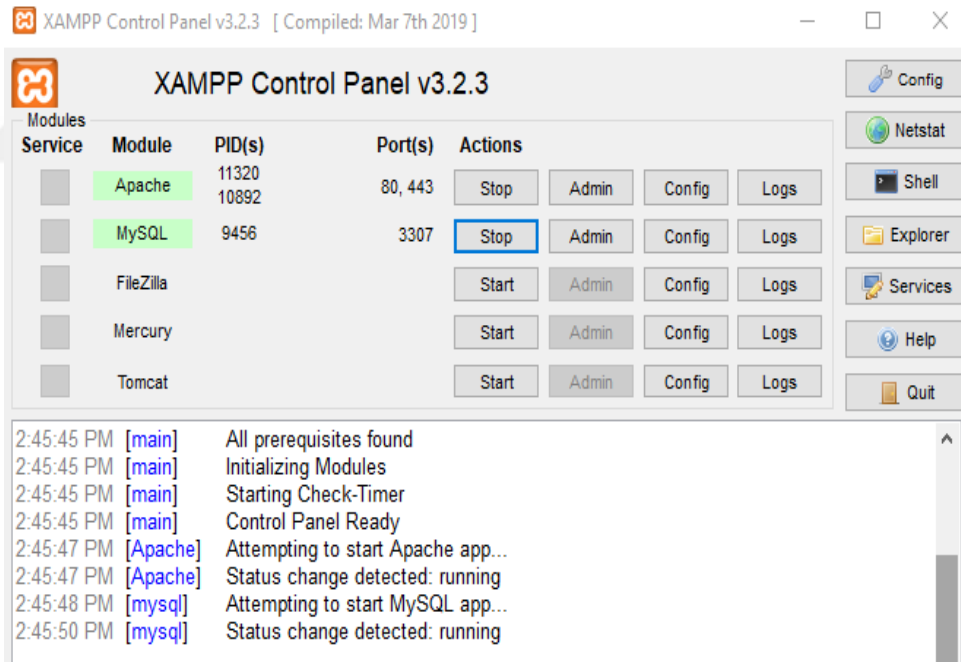 XAMPP Control Panel v3.2.3 [ Compiled: Mar 7th 2019 ]
XAMPP Control Panel v3.2.3
Config
Modules
Service Module PID(s) Port(s) Actions
Netstat
Apache 11320 10892 80, 443 Stop Admin Config Logs
Shell
MySQL 9456 3307 Stop Admin Config Logs
Explorer
FileZilla Start Admin Config Logs
Services
Mercury Start Admin Config Logs
Help
Tomcat Start Admin Config Logs
Quit
2:45:45 PM [main] All prerequisites found
2:45:45 PM [main] Initializing Modules
2:45:45 PM [main] Starting Check-Timer
2:45:45 PM [main] Control Panel Ready
2:45:47 PM [Apache] Attempting to start Apache app...
2:45:47 PM [Apache] Status change detected: running
2:45:48 PM [mysql] Attempting to start MySQL app...
2:45:50 PM [mysql] Status change detected: running